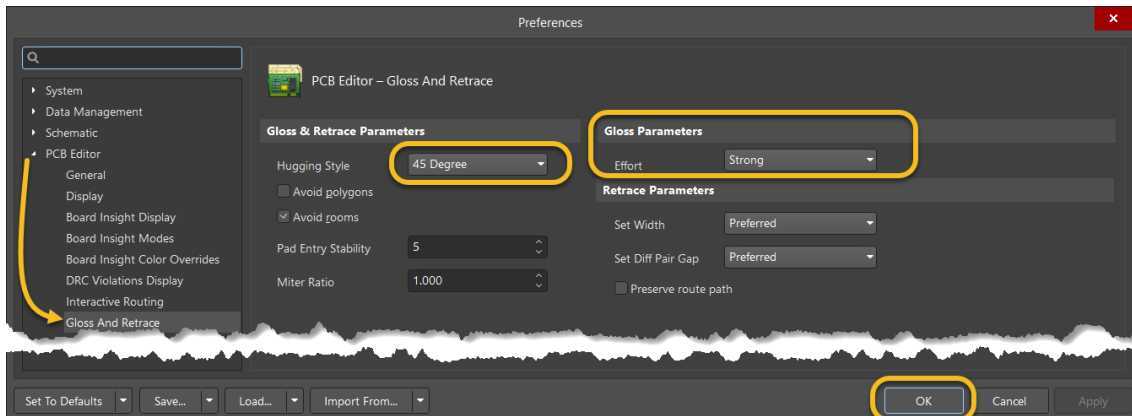 Preferences
System
Data Management
Schematic
PCB Editor
General
Display
Board Insight Display
Board Insight Modes
Board Insight Color Overrides
DRC Violations Display
Interactive Routing
Gloss And Retrace
PCB Editor – Gloss And Retrace
Gloss & Retrace Parameters
Hugging Style 45 Degree
Avoid polygons
Avoid rooms
Pad Entry Stability 5
Miter Ratio 1.000
Gloss Parameters
Effort Strong
Retrace Parameters
Set Width Preferred
Set Diff Pair Gap Preferred
Preserve route path
Set To Defaults Save... Load... Import From... OK Cancel Apply